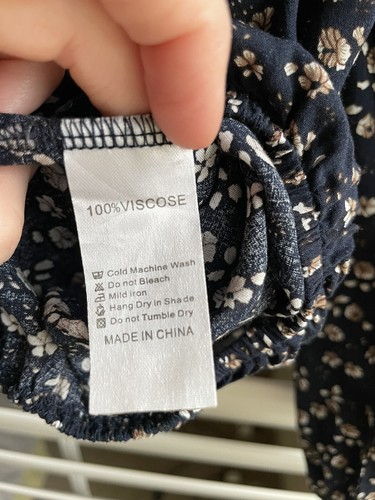 100%VISCOSE
Cold Machine Wash
Do not Bleach
Mild iron
Hang Dry in Shade
Do not Tumble Dry
MADE IN CHINA